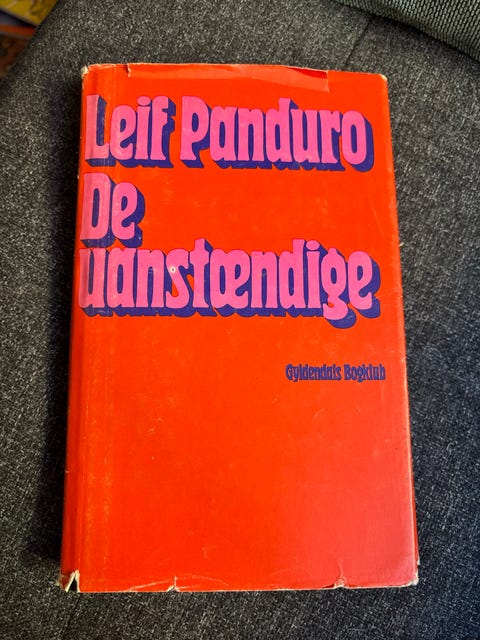 Leif Panduro
De
uanstændige
Gyldendals Bogklub